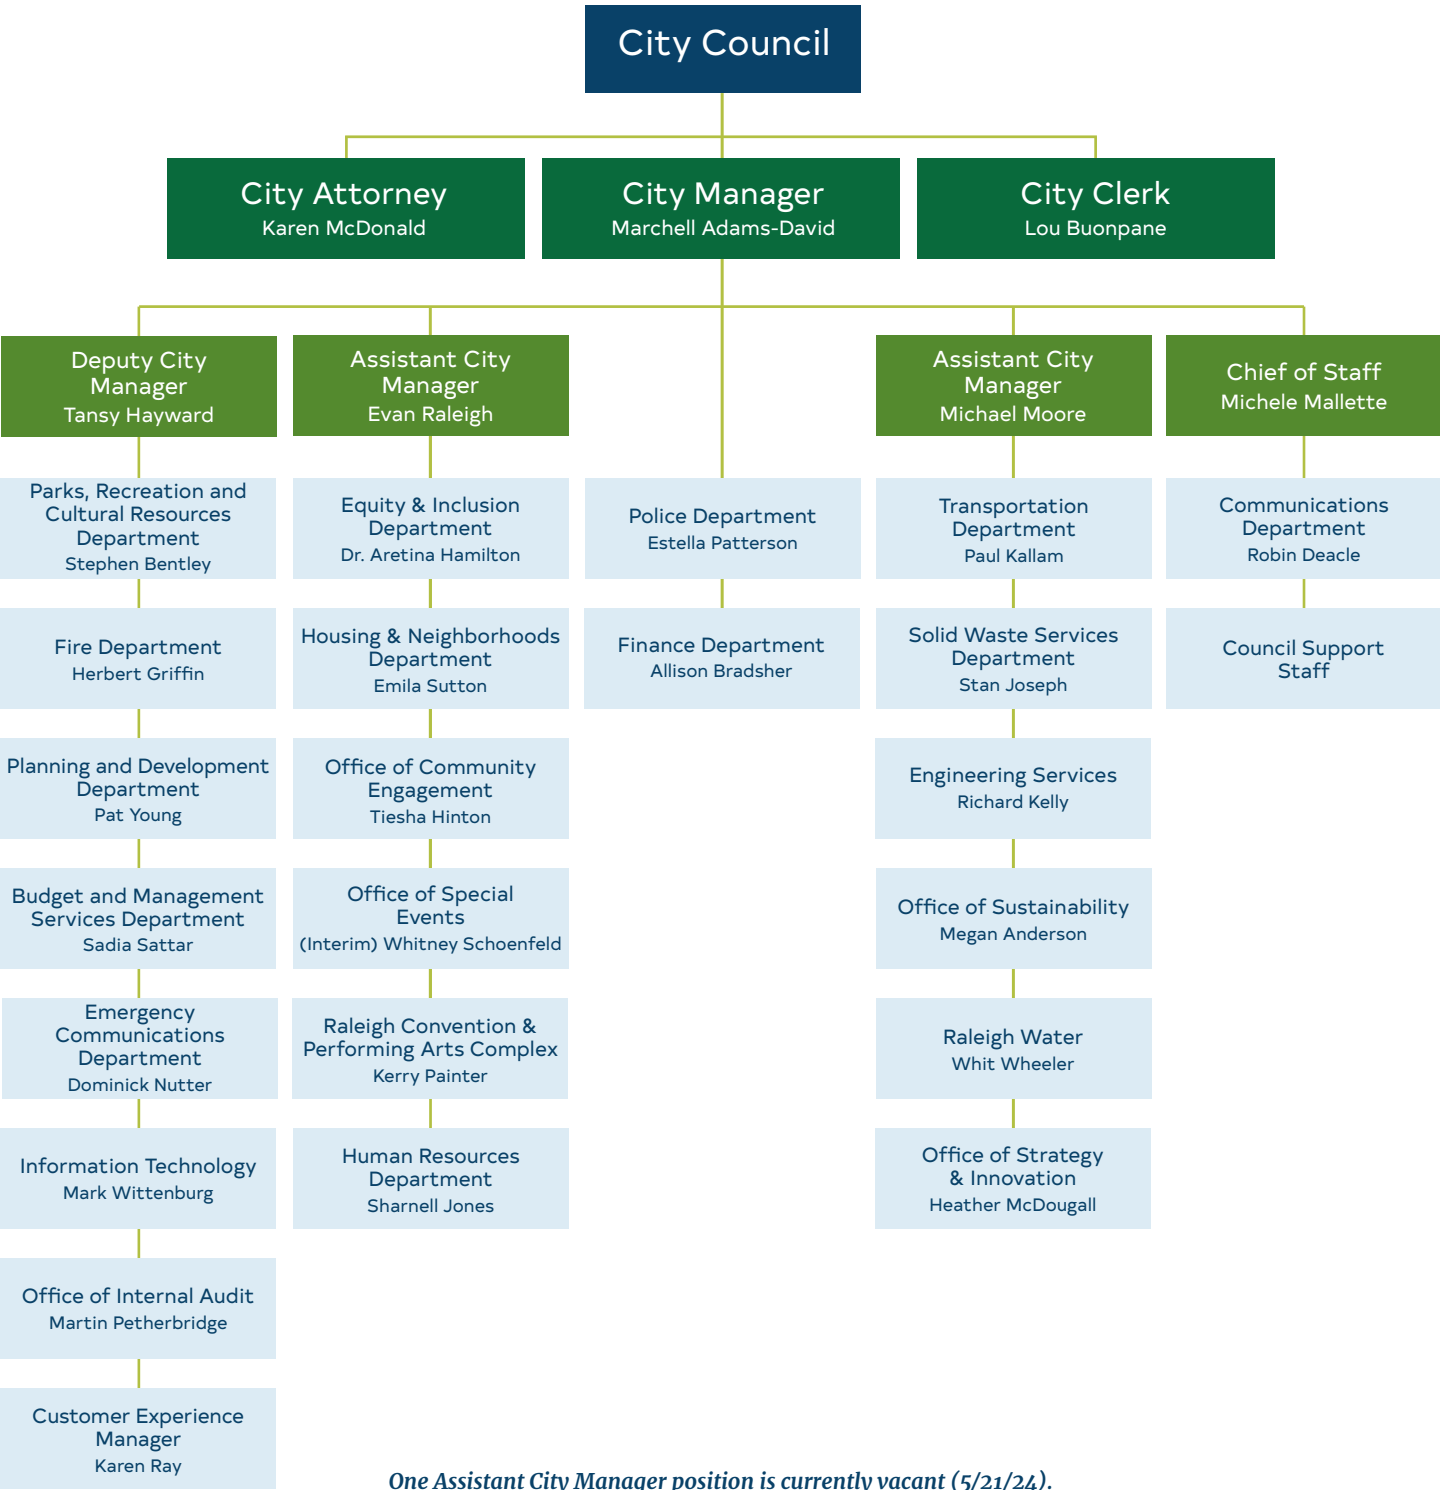 City Council
City Attorney
Karen McDonald
City Manager
Marchell Adams-David
City Clerk
Lou Buonpane
Deputy City
Manager
Tansy Hayward
Assistant City
Manager
Evan Raleigh
Assistant City
Manager
Michael Moore
Chief of Staff
Michele Mallette
Parks, Recreation and
Cultural Resources
Department
Stephen Bentley
Fire Department
Herbert Griffin
Planning and Development
Department
Pat Young
Budget and Management
Services Department
Sadia Sattar
Emergency
Communications
Department
Dominick Nutter
Information Technology
Mark Wittenburg
Office of Internal Audit
Martin Petherbridge
Customer Experience
Manager
Karen Ray
Equity & Inclusion
Department
Dr. Aretina Hamilton
Housing & Neighborhoods
Department
Emila Sutton
Office of Community
Engagement
Tiesha Hinton
Office of Special
Events
(Interim) Whitney Schoenfeld
Raleigh Convention &
Performing Arts Complex
Kerry Painter
Human Resources
Department
Sharnell Jones
Police Department
Estella Patterson
Finance Department
Allison Bradsher
Transportation
Department
Paul Kallam
Solid Waste Services
Department
Stan Joseph
Engineering Services
Richard Kelly
Office of Sustainability
Megan Anderson
Raleigh Water
Whit Wheeler
Office of Strategy
& Innovation
Heather McDougall
Communications
Department
Robin Deacle
Council Support
Staff
One Assistant City Manager position is currently vacant (5/21/24).